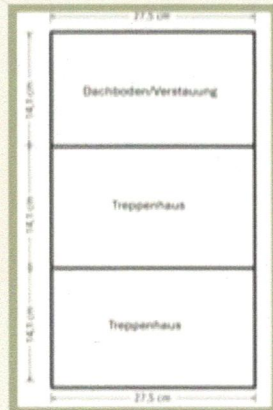 27,5 cm
14,1 cm
Dachboden/Verstauung
14,1 cm
Treppenhaus
14,1 cm
Treppenhaus
27,5 cm